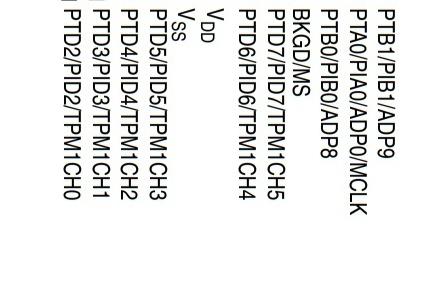 PTB1/PIB1/ADP9
PTA0/PIA0/ADP0/MCLK
PTB0/PIB0/ADP8
BKGD/MS
PTD7/PID7/TPM1CH5
PTD6/PID6/TPM1CH4
VDD
VSS
PTD5/PID5/TPM1CH3
PTD4/PID4/TPM1CH2
PTD3/PID3/TPM1CH1
PTD2/PID2/TPM1CH0